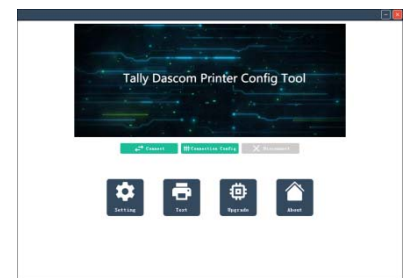 Tally Dascom Printer Config Tool
Connect Connection Config Disconnect
Setting Test Upgrade About